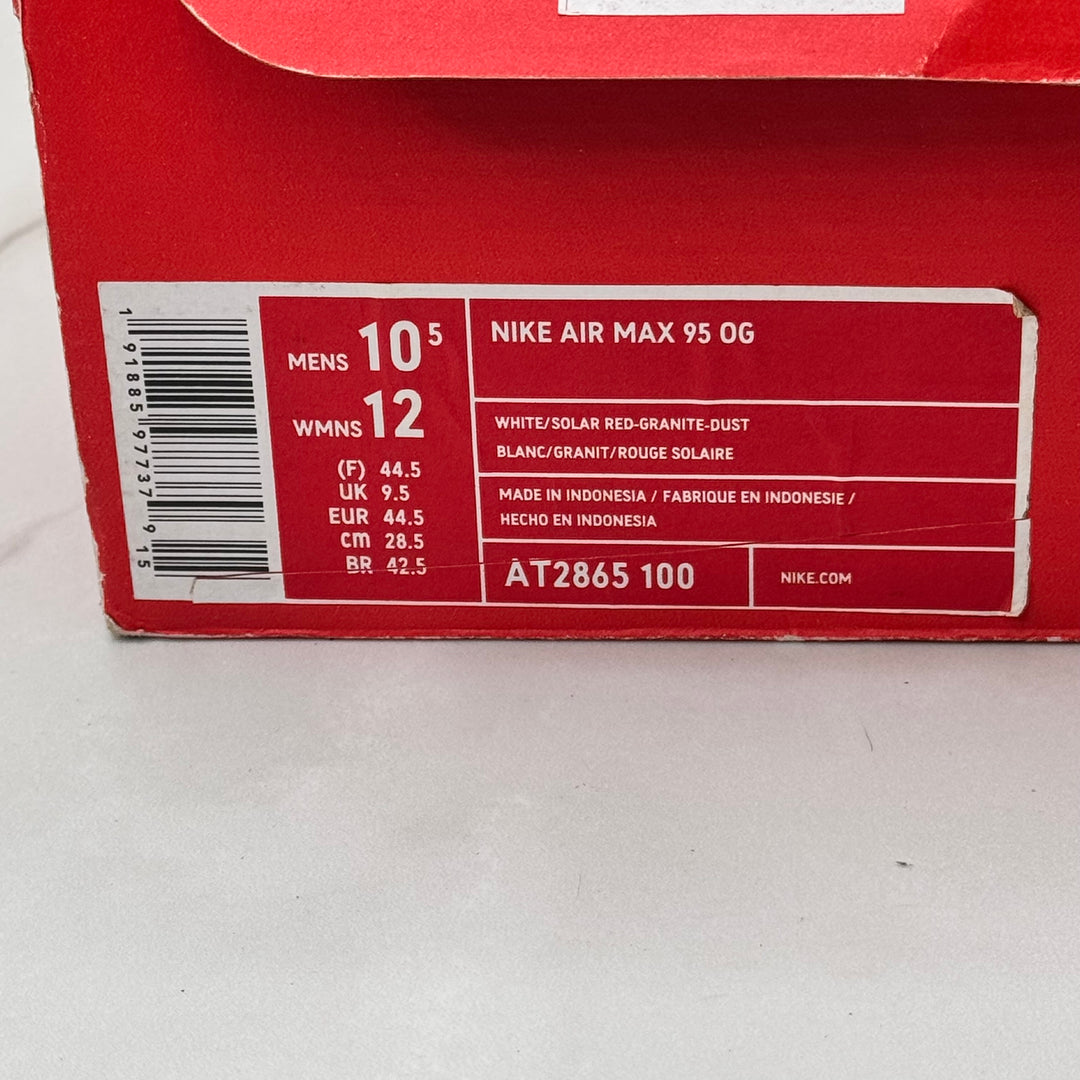 1 91885 97737 9 15
MENS 10 5
WMNS 12
(F) 44.5
UK 9.5
EUR 44.5
cm 28.5
BR 42.5
NIKE AIR MAX 95 OG
WHITE/SOLAR RED-GRANITE-DUST
BLANC/GRANIT/ROUGE SOLAIRE
MADE IN INDONESIA / FABRIQUE EN INDONESIE /
HECHO EN INDONESIA
AT2865 100
NIKE.COM